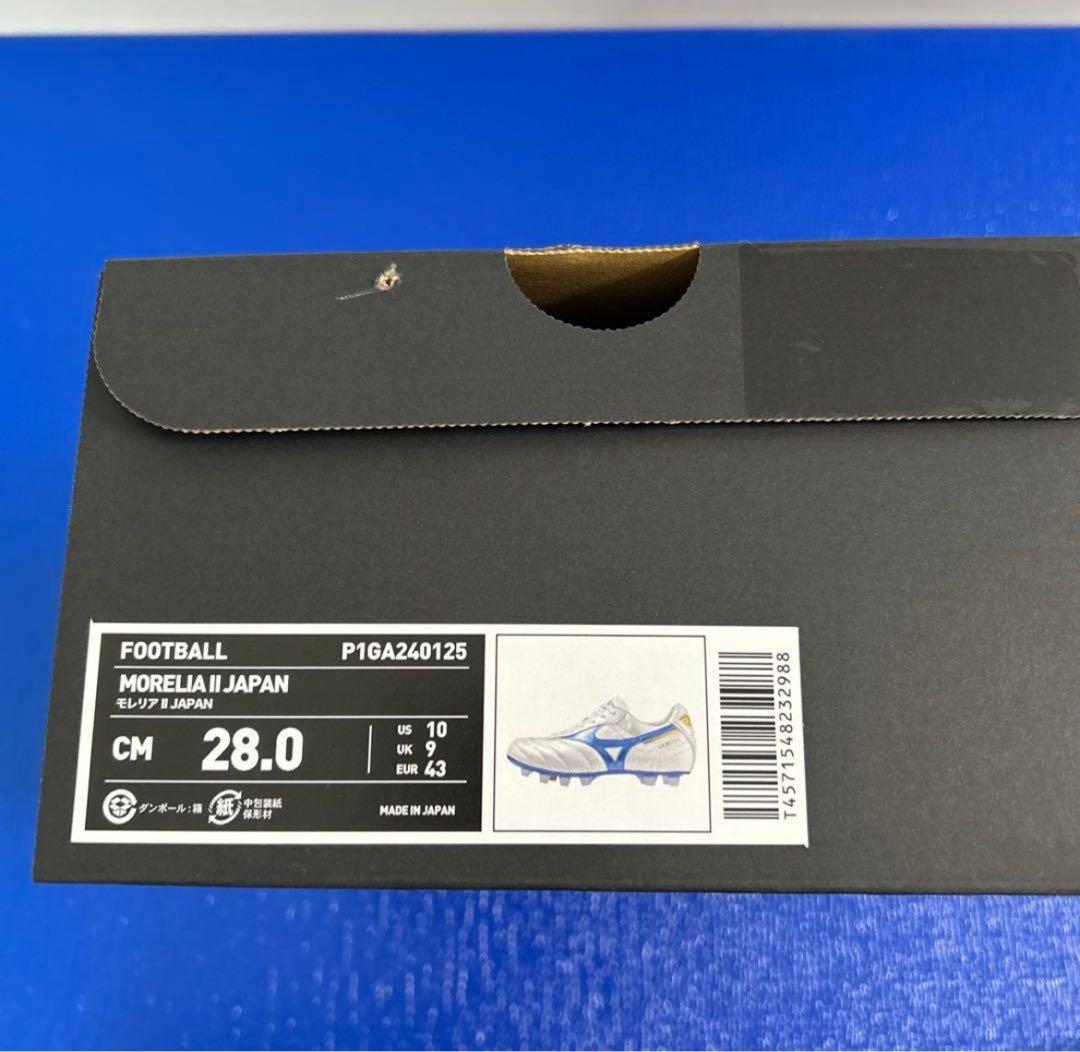 FOOTBALL P1GA240125
MORELIA II JAPAN
モレリア II JAPAN
CM 28.0
US 10
UK 9
EUR 43
ダンボール：箱
紙 中包装紙
保形材
MADE IN JAPAN
T4571548232988